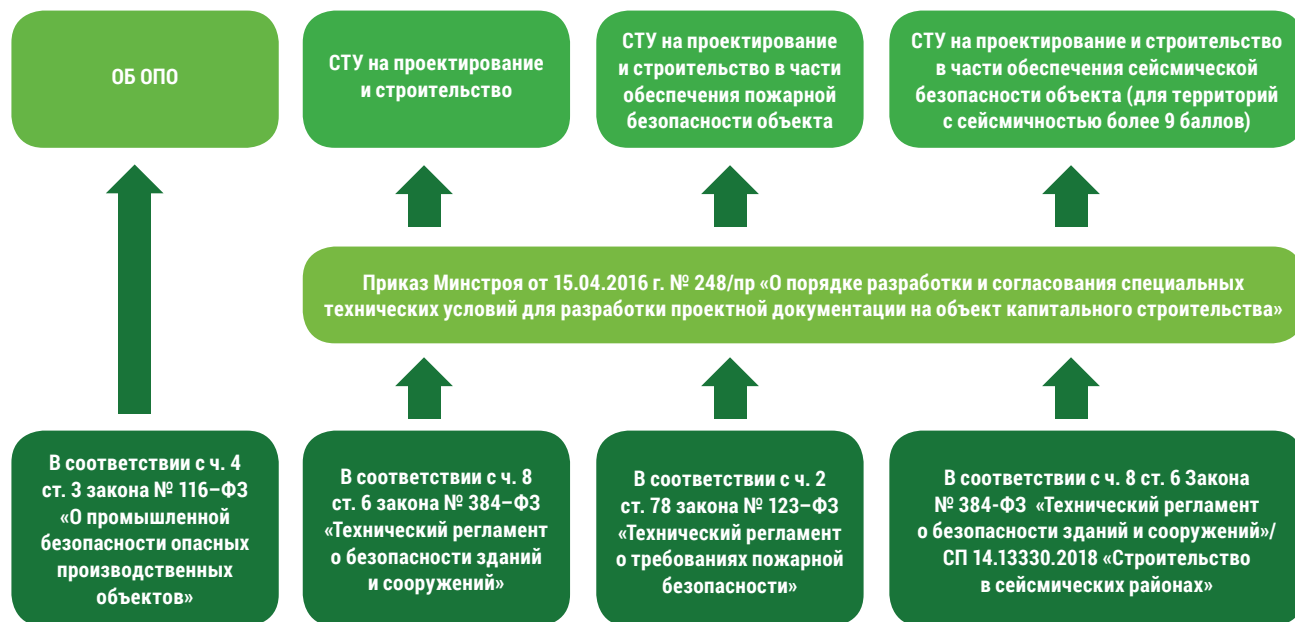 ОБ ОПО
СТУ на проектирование
и строительство
СТУ на проектирование
и строительство в части
обеспечения пожарной
безопасности объекта
СТУ на проектирование и строительство
в части обеспечения сейсмической
безопасности объекта (для территорий
с сейсмичностью более 9 баллов)
Приказ Минстроя от 15.04.2016 г. № 248/пр «О порядке разработки и согласования специальных
технических условий для разработки проектной документации на объект капитального строительства»
В соответствии с ч. 4
ст. 3 закона № 116–ФЗ
«О промышленной
безопасности опасных
производственных
объектов»
В соответствии с ч. 8
ст. 6 закона № 384–ФЗ
«Технический регламент
о безопасности зданий
и сооружений»
В соответствии с ч. 2
ст. 78 закона № 123–ФЗ
«Технический регламент
о требованиях пожарной
безопасности»
В соответствии с ч. 8 ст. 6 Закона
№ 384-ФЗ «Технический регламент
о безопасности зданий и сооружений»/
СП 14.13330.2018 «Строительство
в сейсмических районах»